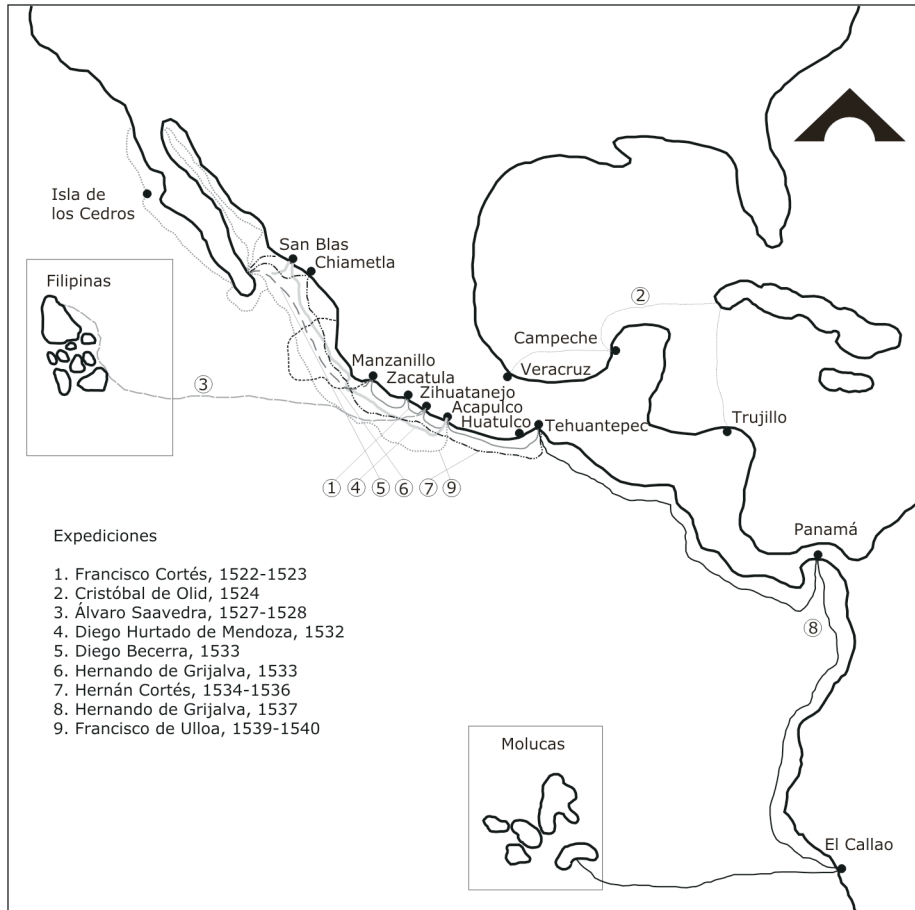 Isla de
los Cedros
San Blas
Chiametla
Filipinas
2
Campeche
Veracruz
Manzanillo
Zacatula
Zihuatanejo
Acapulco
Huatulco
Tehuantepec
Trujillo
3
1
4
5
6
7
9
Panamá
8
Expediciones
1. Francisco Cortés, 1522-1523
2. Cristóbal de Olid, 1524
3. Álvaro Saavedra, 1527-1528
4. Diego Hurtado de Mendoza, 1532
5. Diego Becerra, 1533
6. Hernando de Grijalva, 1533
7. Hernán Cortés, 1534-1536
8. Hernando de Grijalva, 1537
9. Francisco de Ulloa, 1539-1540
Molucas
El Callao